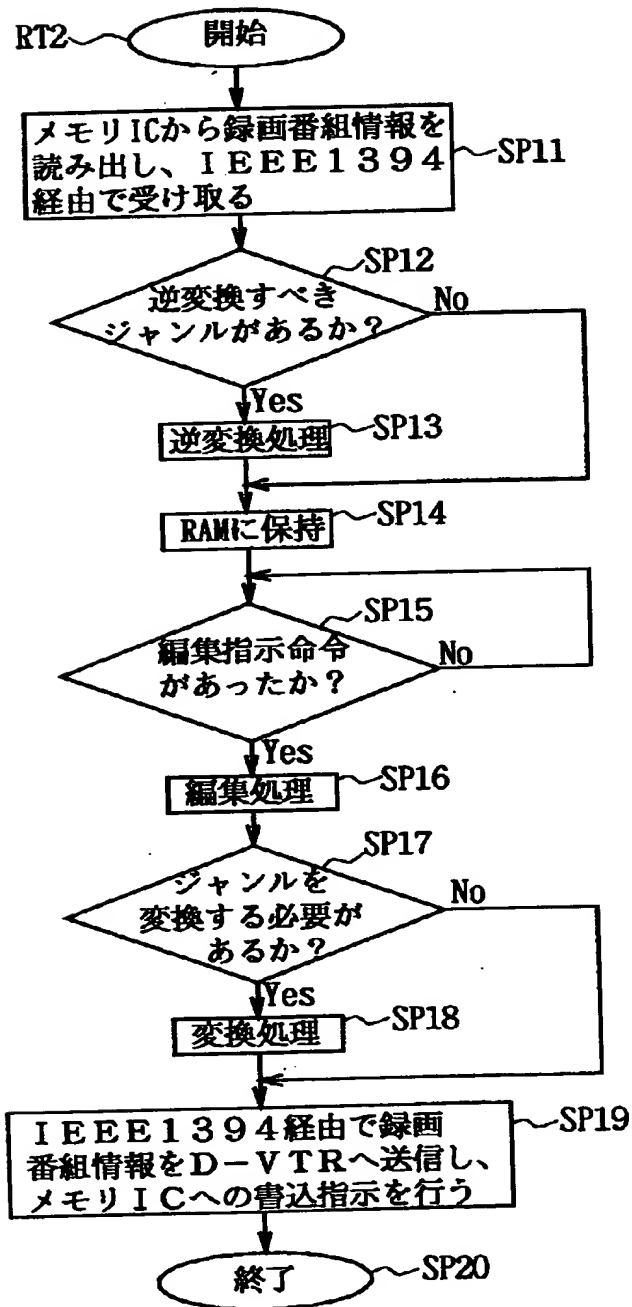 RT2
開始
メモリICから録画番組情報を
読み出し、ＩＥＥＥ１３９４
経由で受け取る
SP11
SP12
逆変換すべき
ジャンルがあるか？
No
Yes
逆変換処理
SP13
RAMに保持
SP14
SP15
編集指示命令
があったか？
No
Yes
編集処理
SP16
SP17
ジャンルを
変換する必要が
あるか？
No
Yes
変換処理
SP18
ＩＥＥＥ１３９４経由で録画
番組情報をＤ－ＶＴＲへ送信し、
メモリＩＣへの書込指示を行う
SP19
終了
SP20